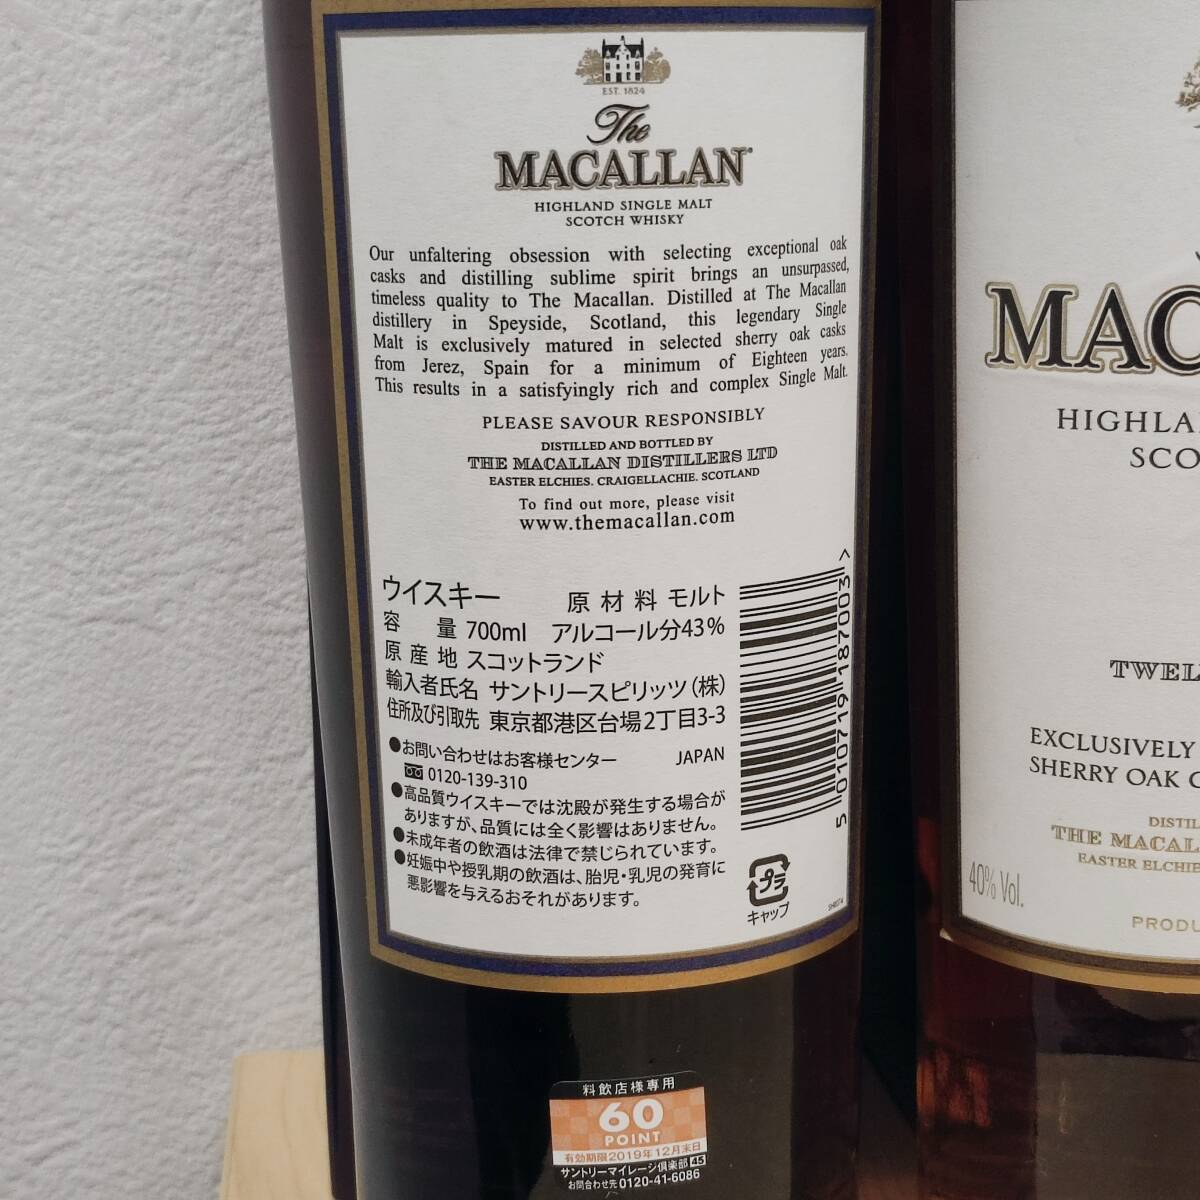 EST. 1824
The
MACALLAN
HIGHLAND SINGLE MALT
SCOTCH WHISKY
Our unfaltering obsession with selecting exceptional oak
casks and distilling sublime spirit brings an unsurpassed,
timeless quality to The Macallan. Distilled at The Macallan
distillery in Speyside, Scotland, this legendary Single
Malt is exclusively matured in selected sherry oak casks
from Jerez, Spain for a minimum of Eighteen years.
This results in a satisfyingly rich and complex Single Malt.
PLEASE SAVOUR RESPONSIBLY
DISTILLED AND BOTTLED BY
THE MACALLAN DISTILLERS LTD
EASTER ELCHIES, CRAIGELLACHIE, SCOTLAND
To find out more, please visit
www.themacallan.com
ウイスキー 原材料 モルト
容量 700ml アルコール分43%
原産地 スコットランド
輸入者氏名 サントリースピリッツ(株)
住所及び引取先 東京都港区台場2丁目3-3
●お問い合わせはお客様センター JAPAN
0120-139-310
●高品質ウイスキーでは沈殿が発生する場合が
ありますが、品質には全く影響はありません。
●未成年者の飲酒は法律で禁じられています。
●妊娠中や授乳期の飲酒は、胎児・乳児の発育に
悪影響を与えるおそれがあります。
5 010719 187003 >
プラ
キャップ
料飲店様専用
60
POINT
有効期限2019年12月末日
サントリーマイレージ倶楽部 45
お問合わせ先 0120-41-6086
MAC
HIGHLA
SCO
TWEL
EXCLUSIVELY
SHERRY OAK C
DISTIL
THE MACAL
EASTER ELCHIE
40% Vol.
PRODU